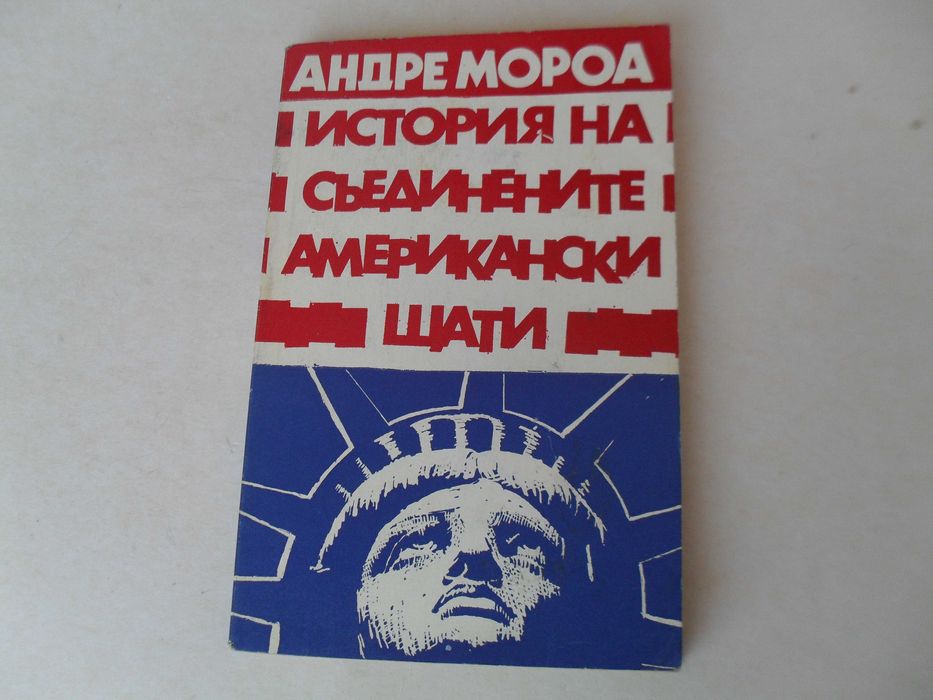 АНДРЕ МОРОА
ИСТОРИЯ НА
СЪЕДИНЕНИТЕ
АМЕРИКАНСКИ
ЩАТИ